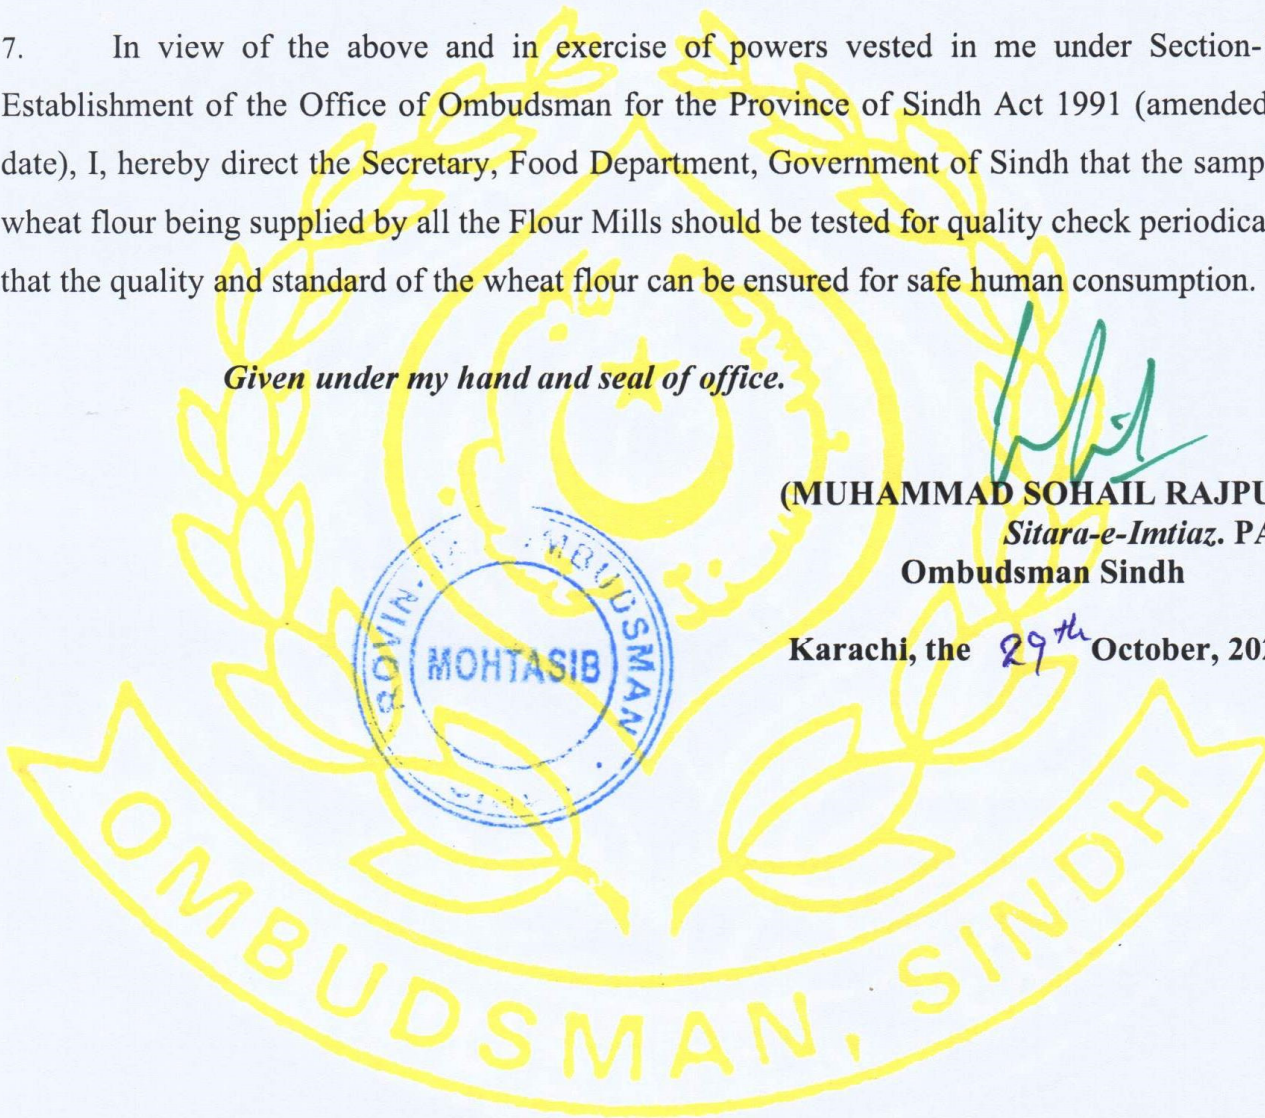 7. In view of the above and in exercise of powers vested in me under Section-
Establishment of the Office of Ombudsman for the Province of Sindh Act 1991 (amended
date), I, hereby direct the Secretary, Food Department, Government of Sindh that the samp
wheat flour being supplied by all the Flour Mills should be tested for quality check periodica
that the quality and standard of the wheat flour can be ensured for safe human consumption.
Given under my hand and seal of office.
(MUHAMMAD SOHAIL RAJPU
Sitara-e-Imtiaz. PA
Ombudsman Sindh
Karachi, the 29th October, 202
MOHTASIB
OMBUDSMAN, SINDH